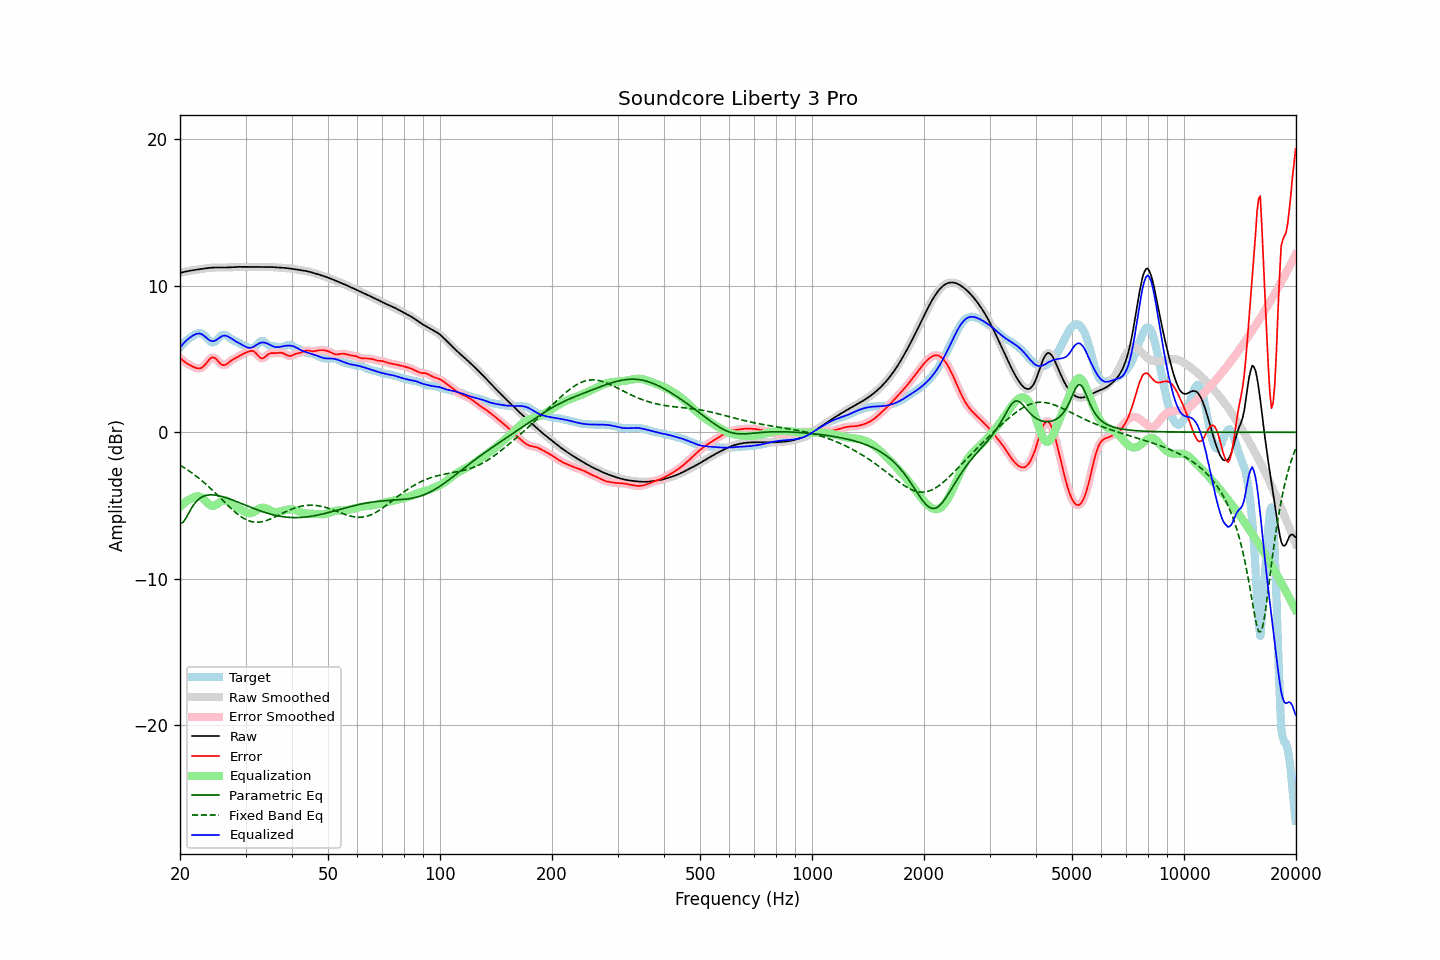 Soundcore Liberty 3 Pro
Amplitude (dBr)
20
10
0
−10
−20
Target
Raw Smoothed
Error Smoothed
Raw
Error
Equalization
Parametric Eq
Fixed Band Eq
Equalized
20 50 100 200 500 1000 2000 5000 10000 20000
Frequency (Hz)